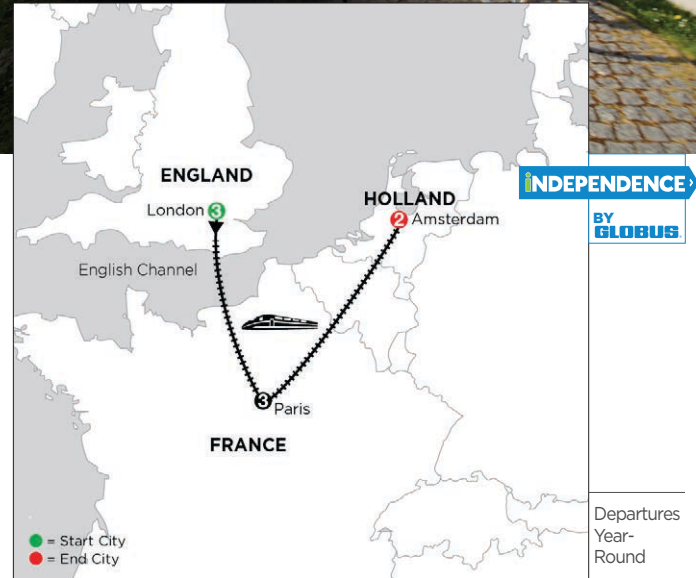 ENGLAND
London 3
HOLLAND
2 Amsterdam
English Channel
3 Paris
FRANCE
= Start City
= End City
iNDEPENDENCE
BY
GLOBUS.
Departures
Year-
Round